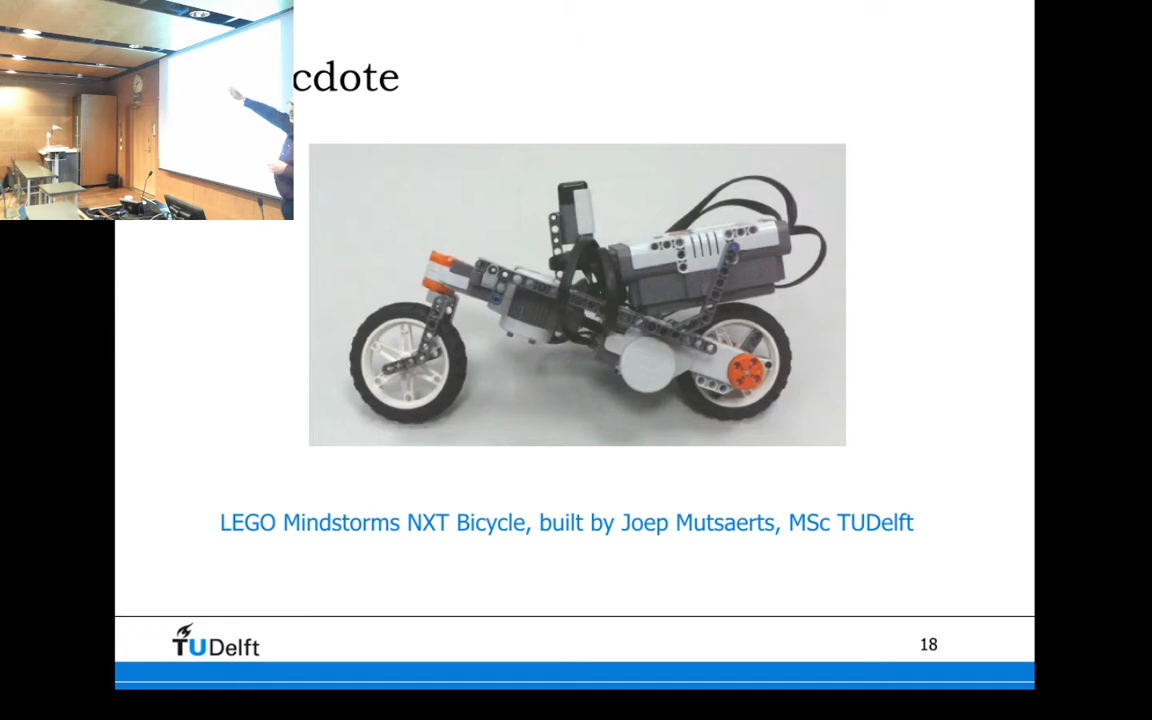 cdote
LEGO Mindstorms NXT Bicycle, built by Joep Mutsaerts, MSc TUDelft
TUDelft
18